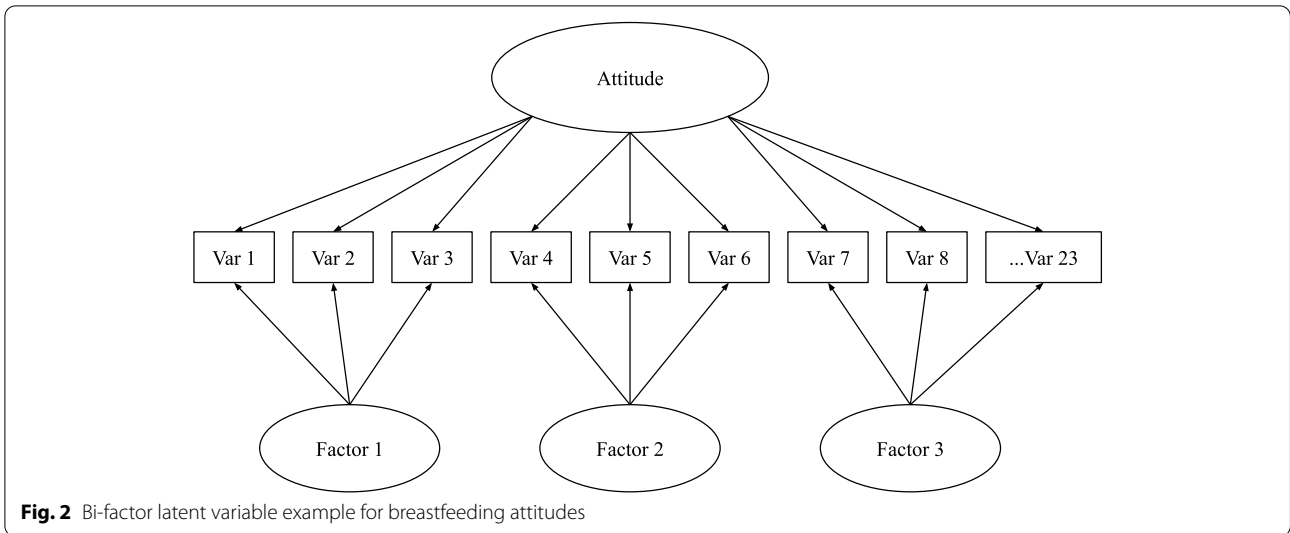 Attitude
Var 1 Var 2 Var 3 Var 4 Var 5 Var 6 Var 7 Var 8 ...Var 23
Factor 1 Factor 2 Factor 3
Fig. 2 Bi-factor latent variable example for breastfeeding attitudes